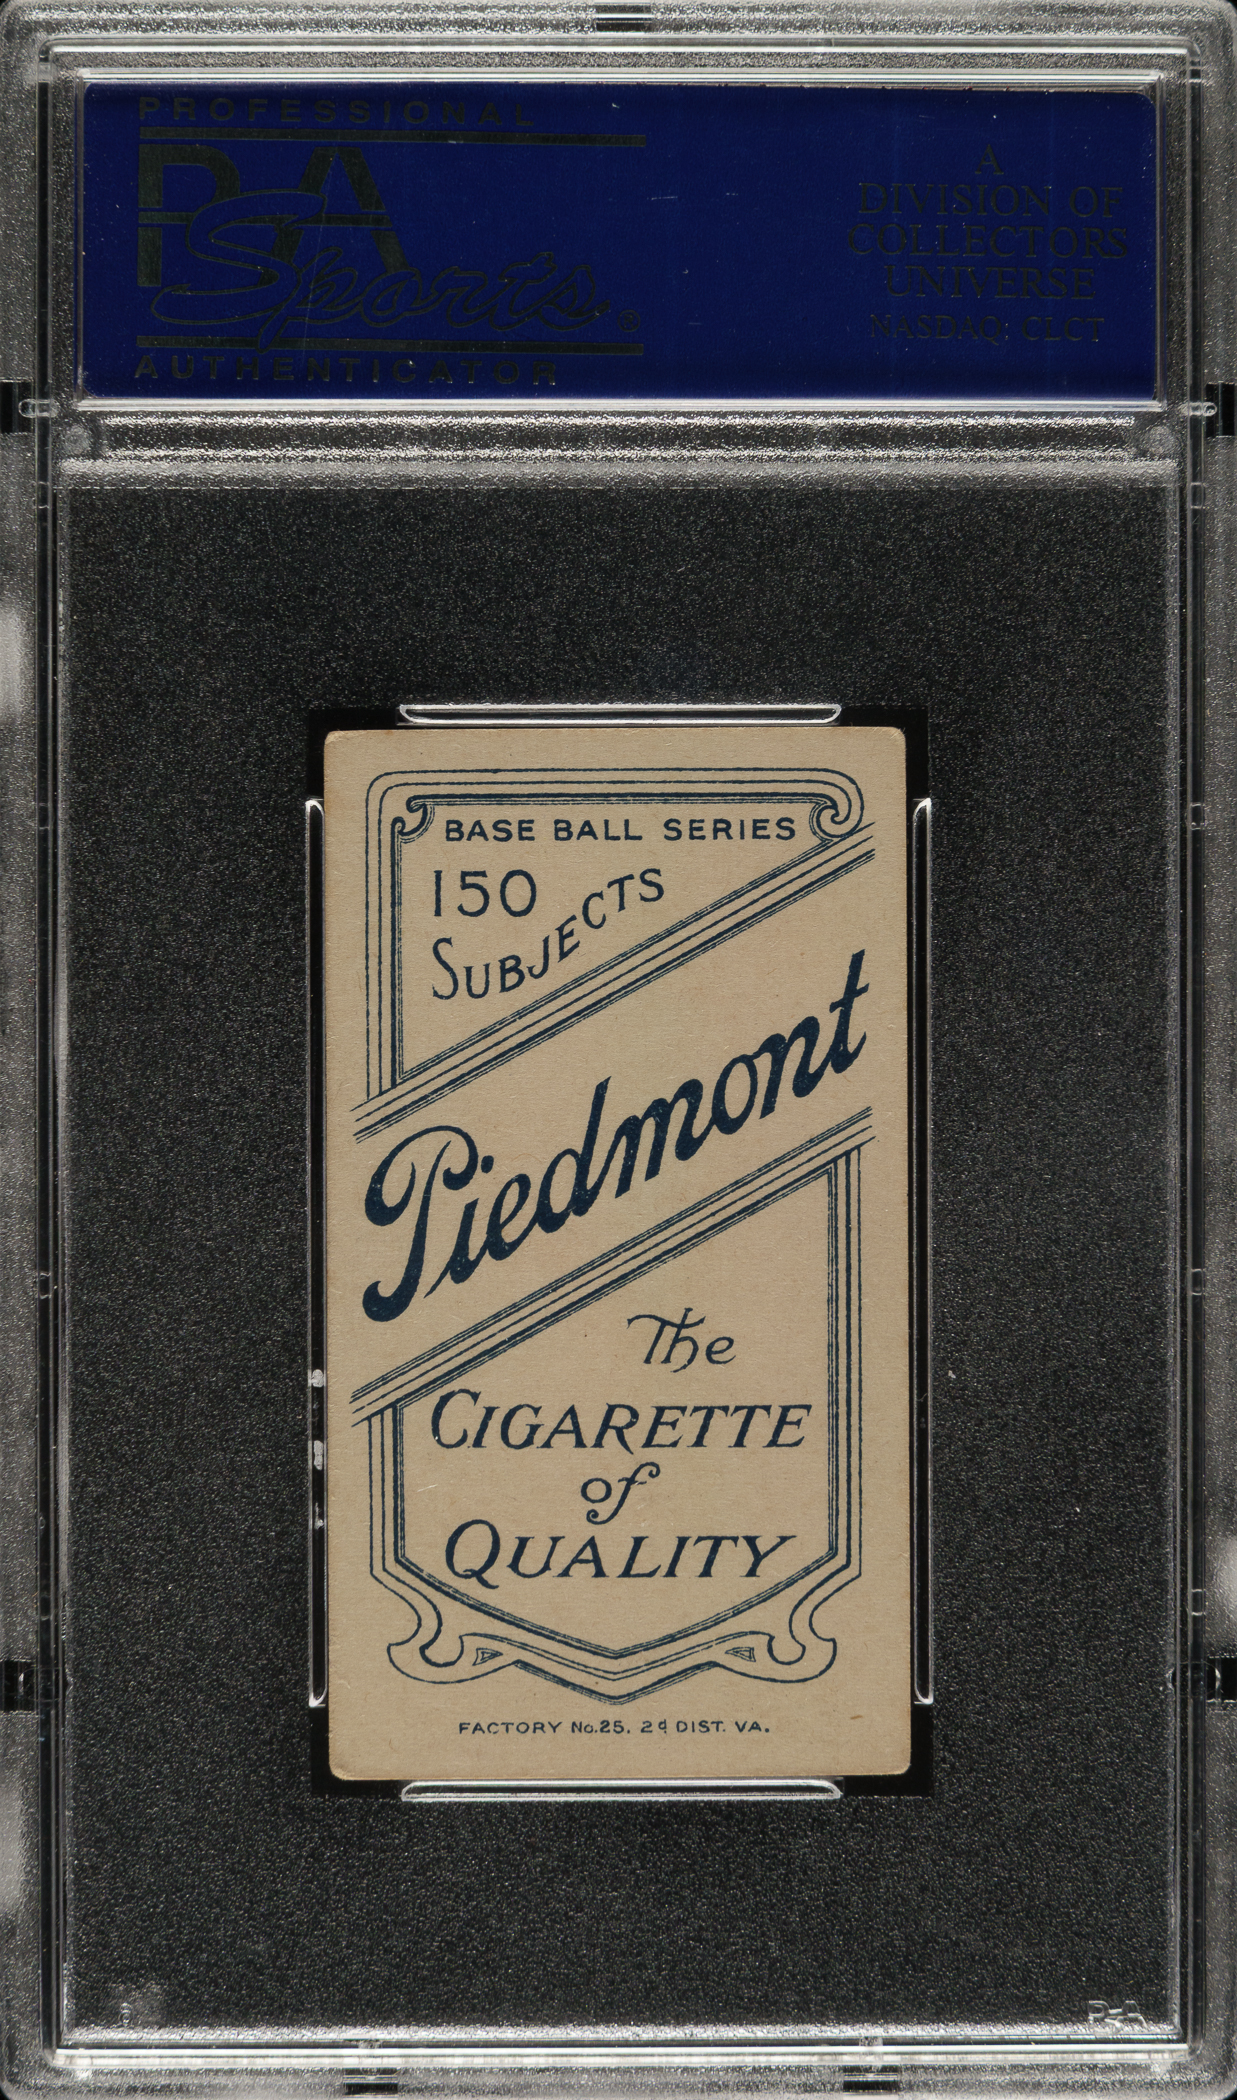 PROFESSIONAL
PSA
Sports®
AUTHENTICATOR
A
DIVISION OF
COLLECTORS
UNIVERSE
NASDAQ: CLCT
BASE BALL SERIES
150
SUBJECTS
Piedmont
The
CIGARETTE
of
QUALITY
FACTORY No.25. 2d DIST. VA.
PSA